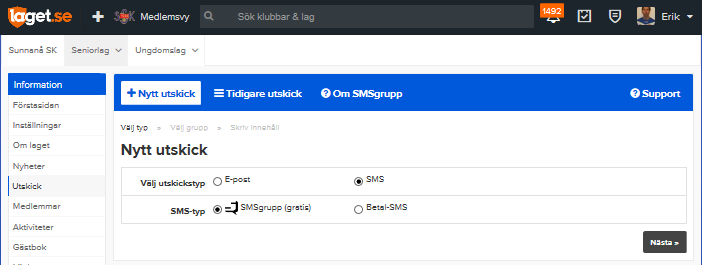 laget.se Medlemsvy Sök klubbar & lag 1492 Erik
Sunnanå SK Seniorlag Ungdomslag
Information
Förstasidan
Inställningar
Om laget
Nyheter
Utskick
Medlemmar
Aktiviteter
Gästbok
Nytt utskick Tidigare utskick Om SMSgrupp Support
Välj typ » Välj grupp » Skriv innehåll
Nytt utskick
Välj utskickstyp E-post SMS
SMS-typ SMSgrupp (gratis) Betal-SMS
Nästa »